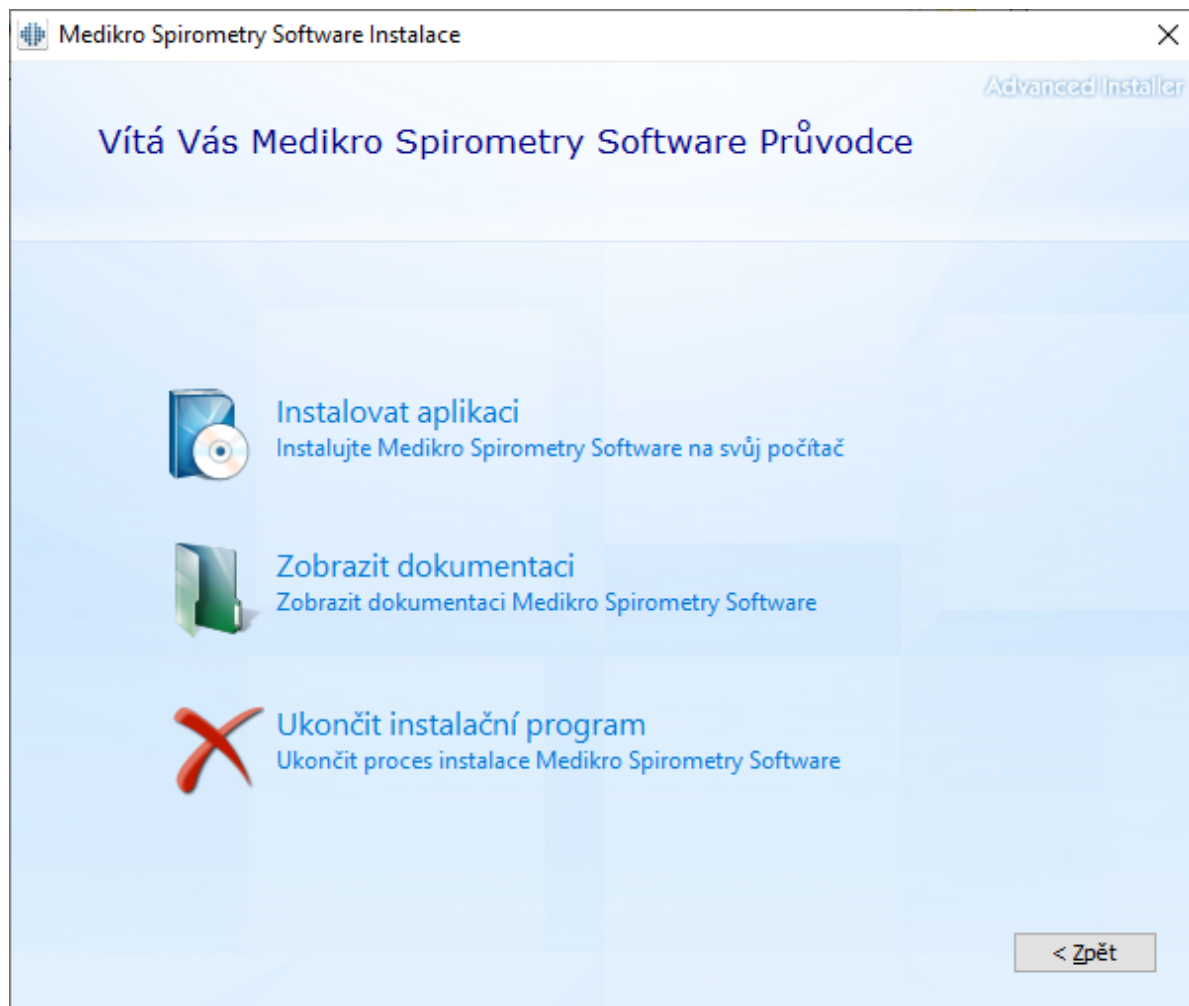 Medikro Spirometry Software Instalace
Advanced Installer
Vítá Vás Medikro Spirometry Software Průvodce
Instalovat aplikaci
Instalujte Medikro Spirometry Software na svůj počítač
Zobrazit dokumentaci
Zobrazit dokumentaci Medikro Spirometry Software
Ukončit instalační program
Ukončit proces instalace Medikro Spirometry Software
< Zpět